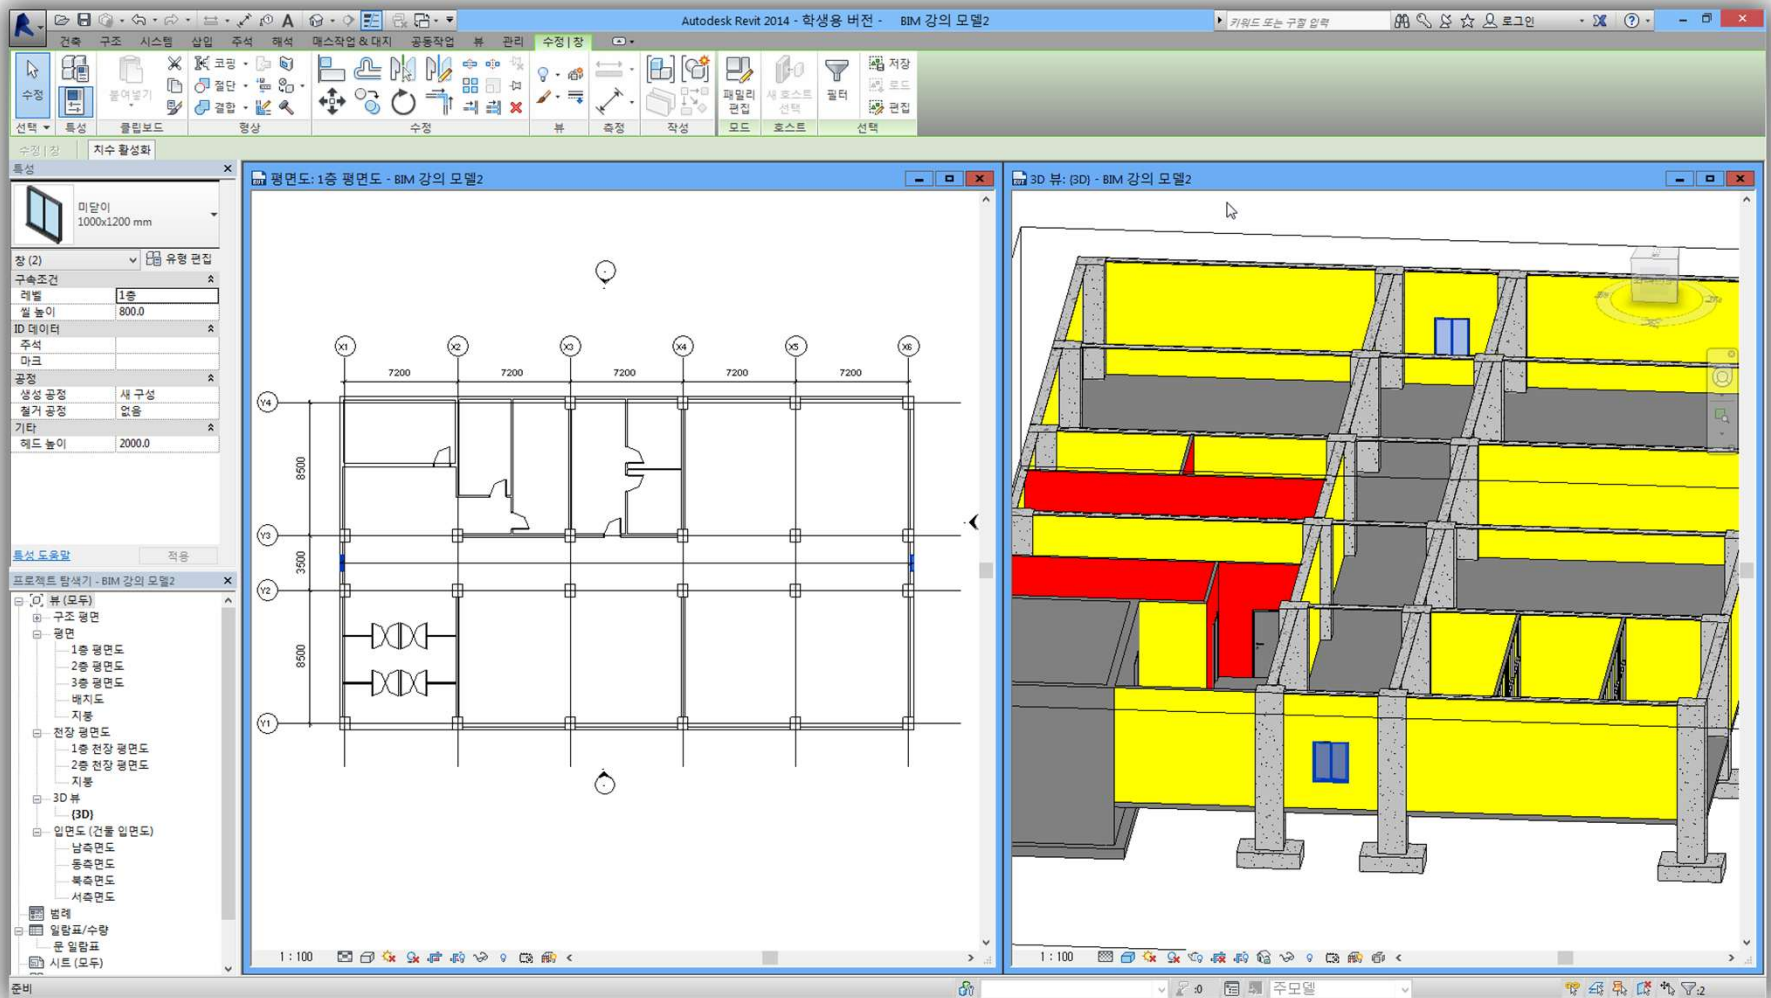 Autodesk Revit 2014 - 학생용 버전 - BIM 강의 모델2
키워드 또는 구절 입력
로그인
건축 구조 시스템 삽입 주석 해석 매스작업 & 대지 공동작업 뷰 관리 수정 | 창
수정
붙여넣기
코핑
절단
결합
패밀리
편집
새 호스트
선택
필터
저장
로드
편집
선택 특성 클립보드 형상 수정 뷰 측정 작성 모드 호스트 선택
수정 | 창 치수 활성화
특성
미닫이
1000x1200 mm
창 (2) 유형 편집
구속조건
레벨 1층
씰 높이 800.0
ID 데이터
주석
마크
공정
생성 공정 새 구성
철거 공정 없음
기타
헤드 높이 2000.0
특성 도움말 적용
프로젝트 탐색기 - BIM 강의 모델2
뷰 (모두)
구조 평면
평면
1층 평면도
2층 평면도
3층 평면도
배치도
지붕
천장 평면도
1층 천장 평면도
2층 천장 평면도
지붕
3D 뷰
{3D}
입면도 (건물 입면도)
남측면도
동측면도
북측면도
서측면도
범례
일람표/수량
문 일람표
시트 (모두)
평면도: 1층 평면도 - BIM 강의 모델2
X1 X2 X3 X4 X5 X6
7200 7200 7200 7200 7200
Y4
8500
Y3
3500
Y2
8500
Y1
1 : 100
3D 뷰: {3D} - BIM 강의 모델2
1 : 100
준비
:0
주모델
:2